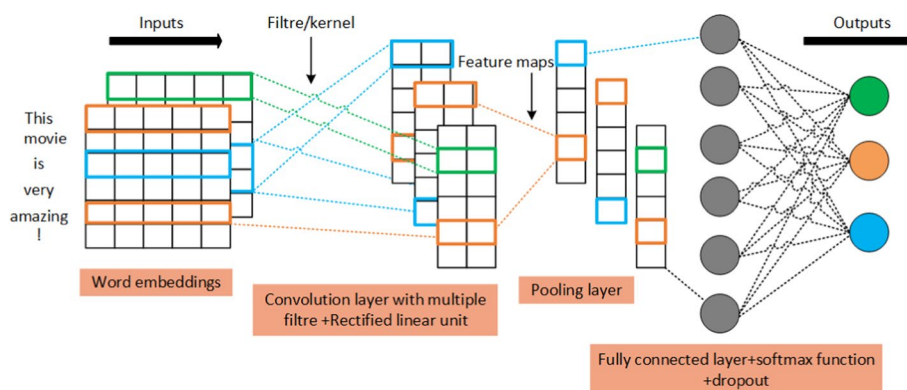 Inputs
Filtre/kernel
Outputs
Feature maps
This
movie
is
very
amazing
!
Word embeddings
Convolution layer with multiple
filtre +Rectified linear unit
Pooling layer
Fully connected layer+softmax function
+dropout